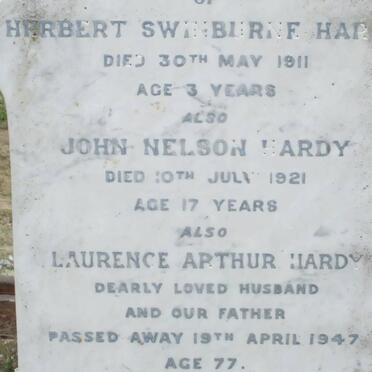 OF
HERBERT SWINBURNE HAR
DIED 30TH MAY 1911
AGE 3 YEARS
ALSO
JOHN NELSON HARDY
DIED 10TH JULY 1921
AGE 17 YEARS
ALSO
LAURENCE ARTHUR HARDY
DEARLY LOVED HUSBAND
AND OUR FATHER
PASSED AWAY 19TH APRIL 1947
AGE 77.